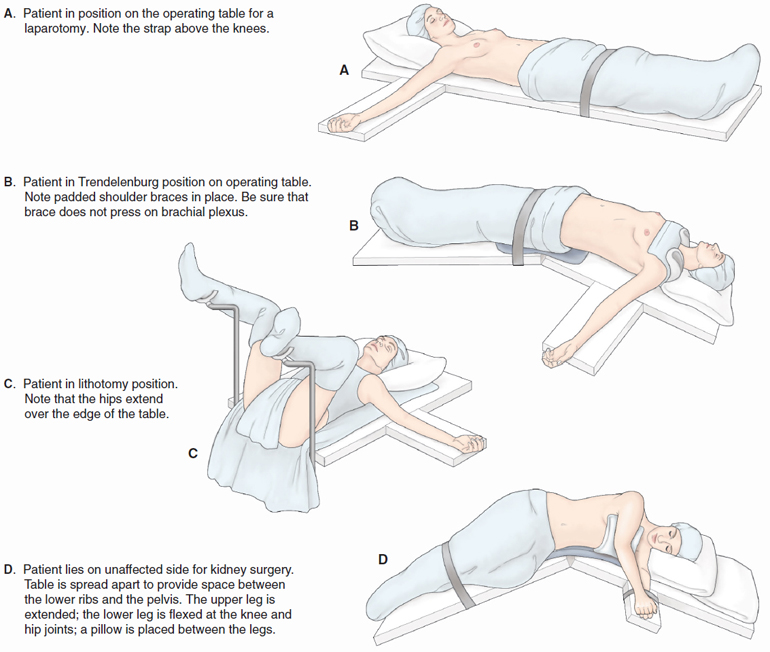 A. Patient in position on the operating table for a
laparotomy. Note the strap above the knees.
A
B. Patient in Trendelenburg position on operating table.
Note padded shoulder braces in place. Be sure that
brace does not press on brachial plexus.
B
C. Patient in lithotomy position.
Note that the hips extend
over the edge of the table.
C
D. Patient lies on unaffected side for kidney surgery.
Table is spread apart to provide space between
the lower ribs and the pelvis. The upper leg is
extended; the lower leg is flexed at the knee and
hip joints; a pillow is placed between the legs.
D